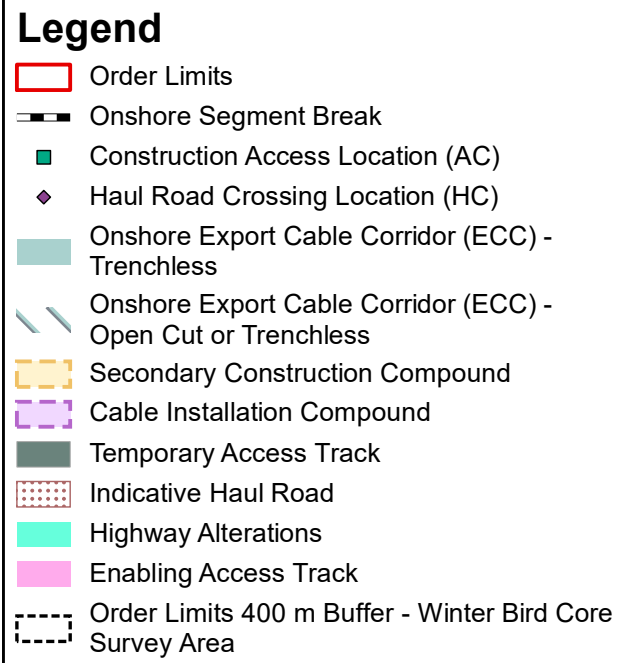 Legend
Order Limits
Onshore Segment Break
Construction Access Location (AC)
Haul Road Crossing Location (HC)
Onshore Export Cable Corridor (ECC) -
Trenchless
Onshore Export Cable Corridor (ECC) -
Open Cut or Trenchless
Secondary Construction Compound
Cable Installation Compound
Temporary Access Track
Indicative Haul Road
Highway Alterations
Enabling Access Track
Order Limits 400 m Buffer - Winter Bird Core
Survey Area